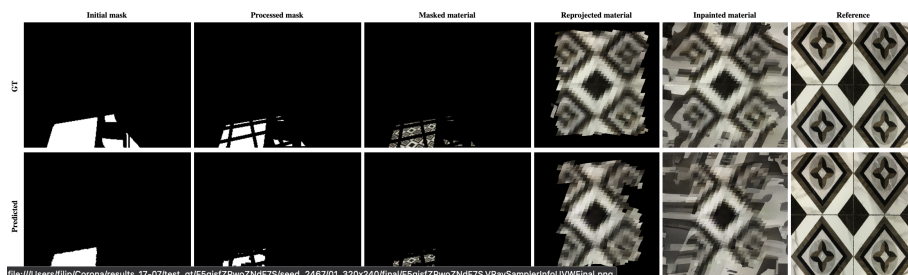 Initial mask
Processed mask
Masked material
Reprojected material
Inpainted material
Reference
GT
Predicted